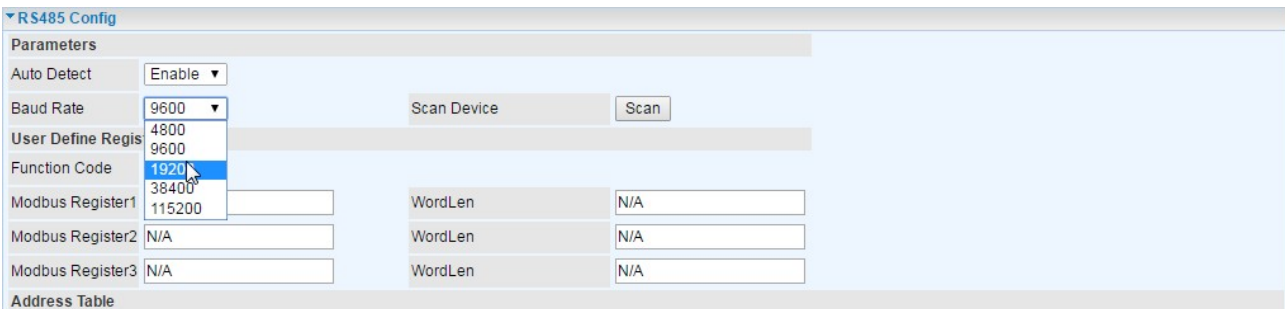 RS485 Config
Parameters
Auto Detect Enable
Baud Rate 9600 Scan Device Scan
4800
User Define Regis
9600
Function Code 1920
38400
Modbus Register1 115200 WordLen N/A
Modbus Register2 N/A WordLen N/A
Modbus Register3 N/A WordLen N/A
Address Table